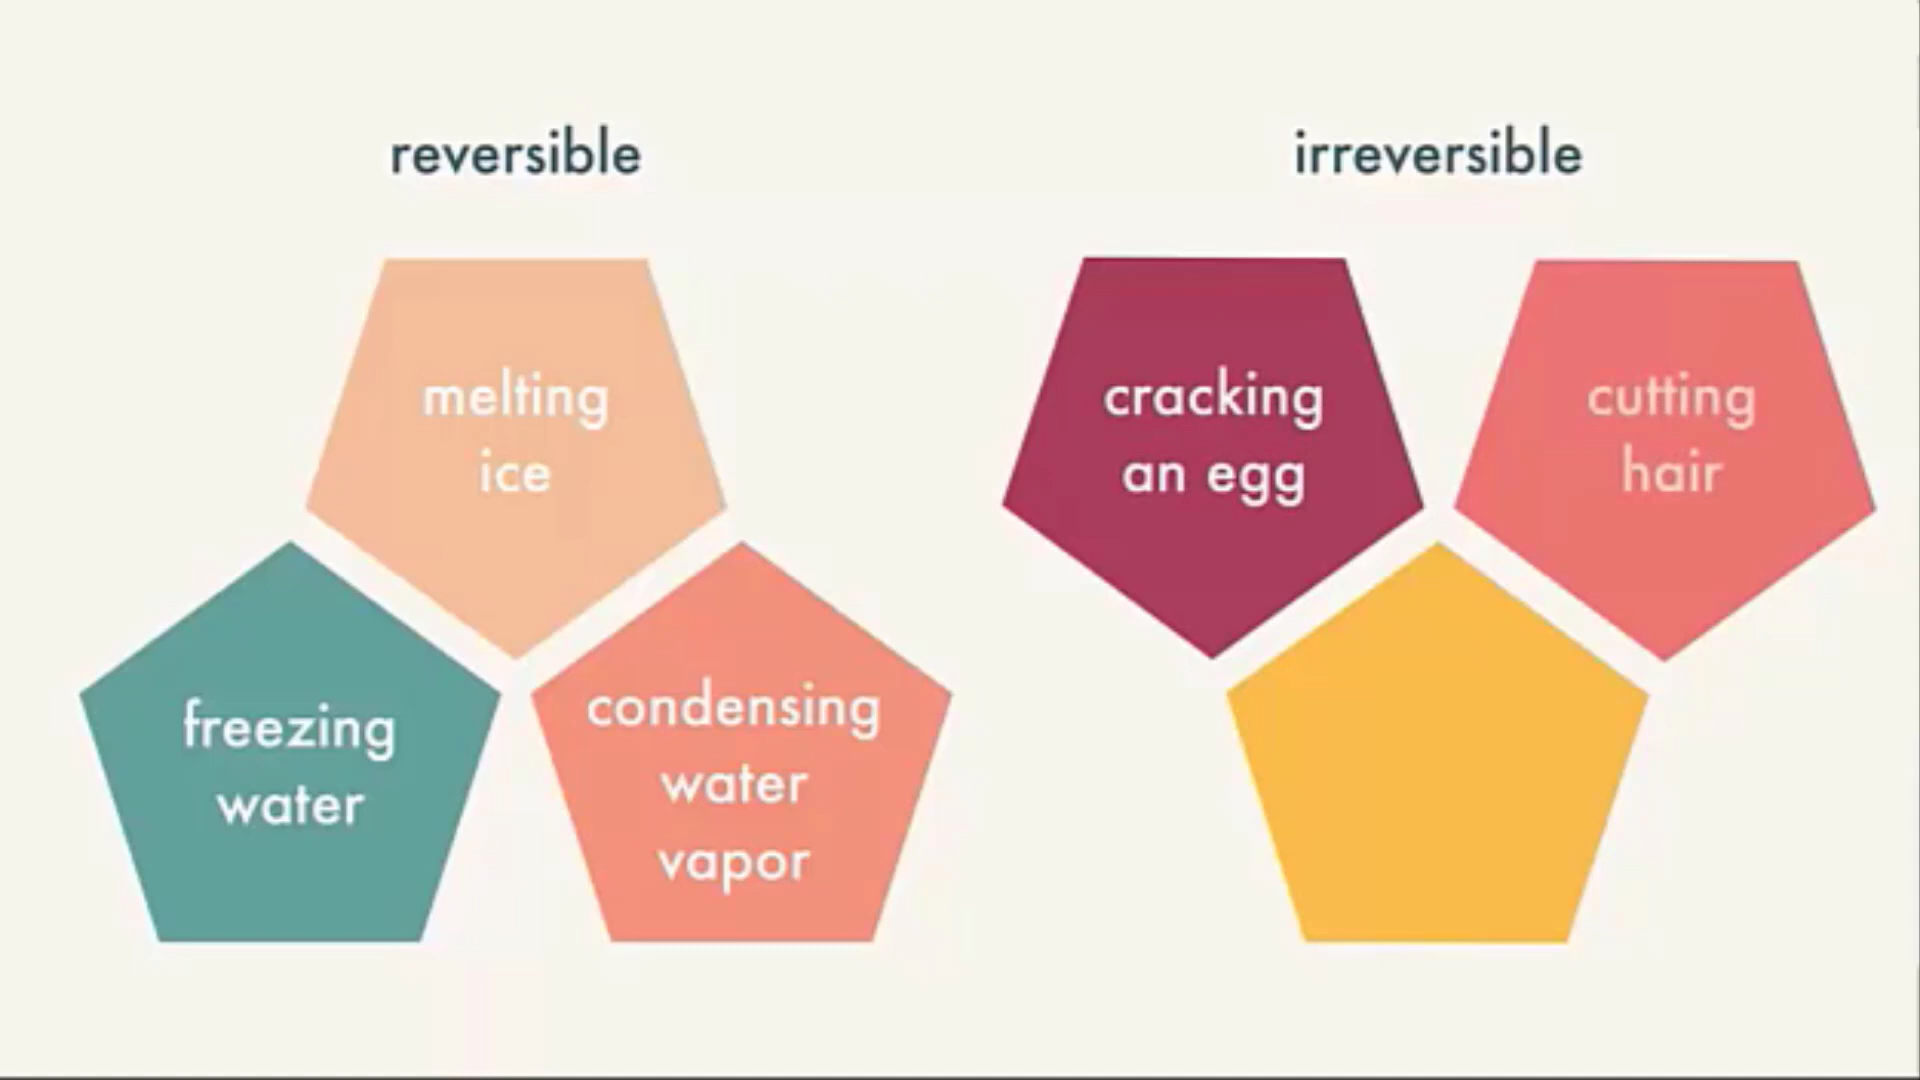 reversible
irreversible
melting
ice
freezing
water
condensing
water
vapor
cracking
an egg
cutting
hair